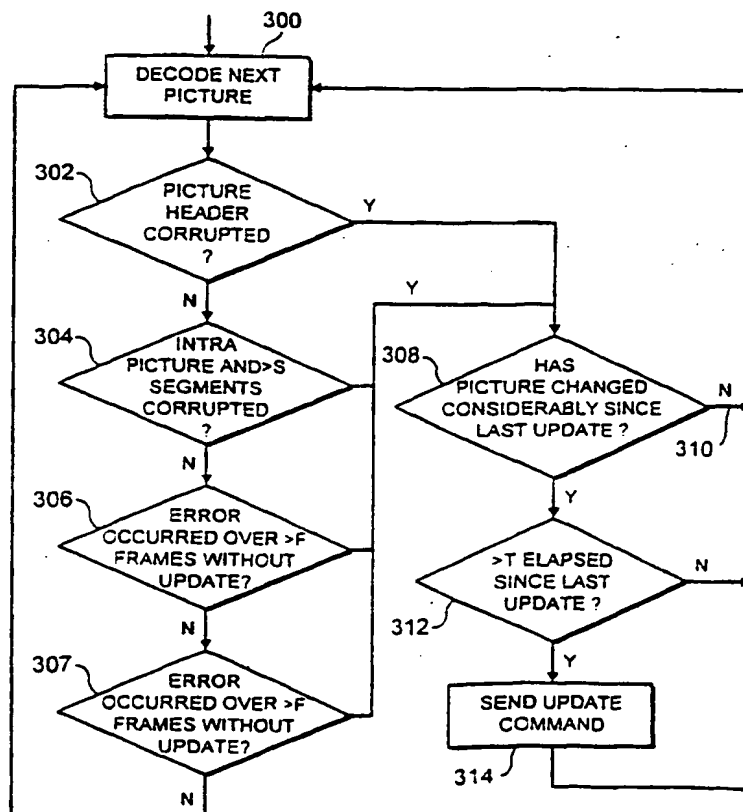 300
DECODE NEXT
PICTURE
302
PICTURE
HEADER
CORRUPTED
?
Y
N
Y
304
INTRA
PICTURE AND>S
SEGMENTS
CORRUPTED
?
N
308
HAS
PICTURE CHANGED
CONSIDERABLY SINCE
LAST UPDATE ?
N
310
Y
306
ERROR
OCCURRED OVER >F
FRAMES WITHOUT
UPDATE?
N
312
>T ELAPSED
SINCE LAST
UPDATE ?
N
Y
307
ERROR
OCCURRED OVER >F
FRAMES WITHOUT
UPDATE?
N
SEND UPDATE
COMMAND
314